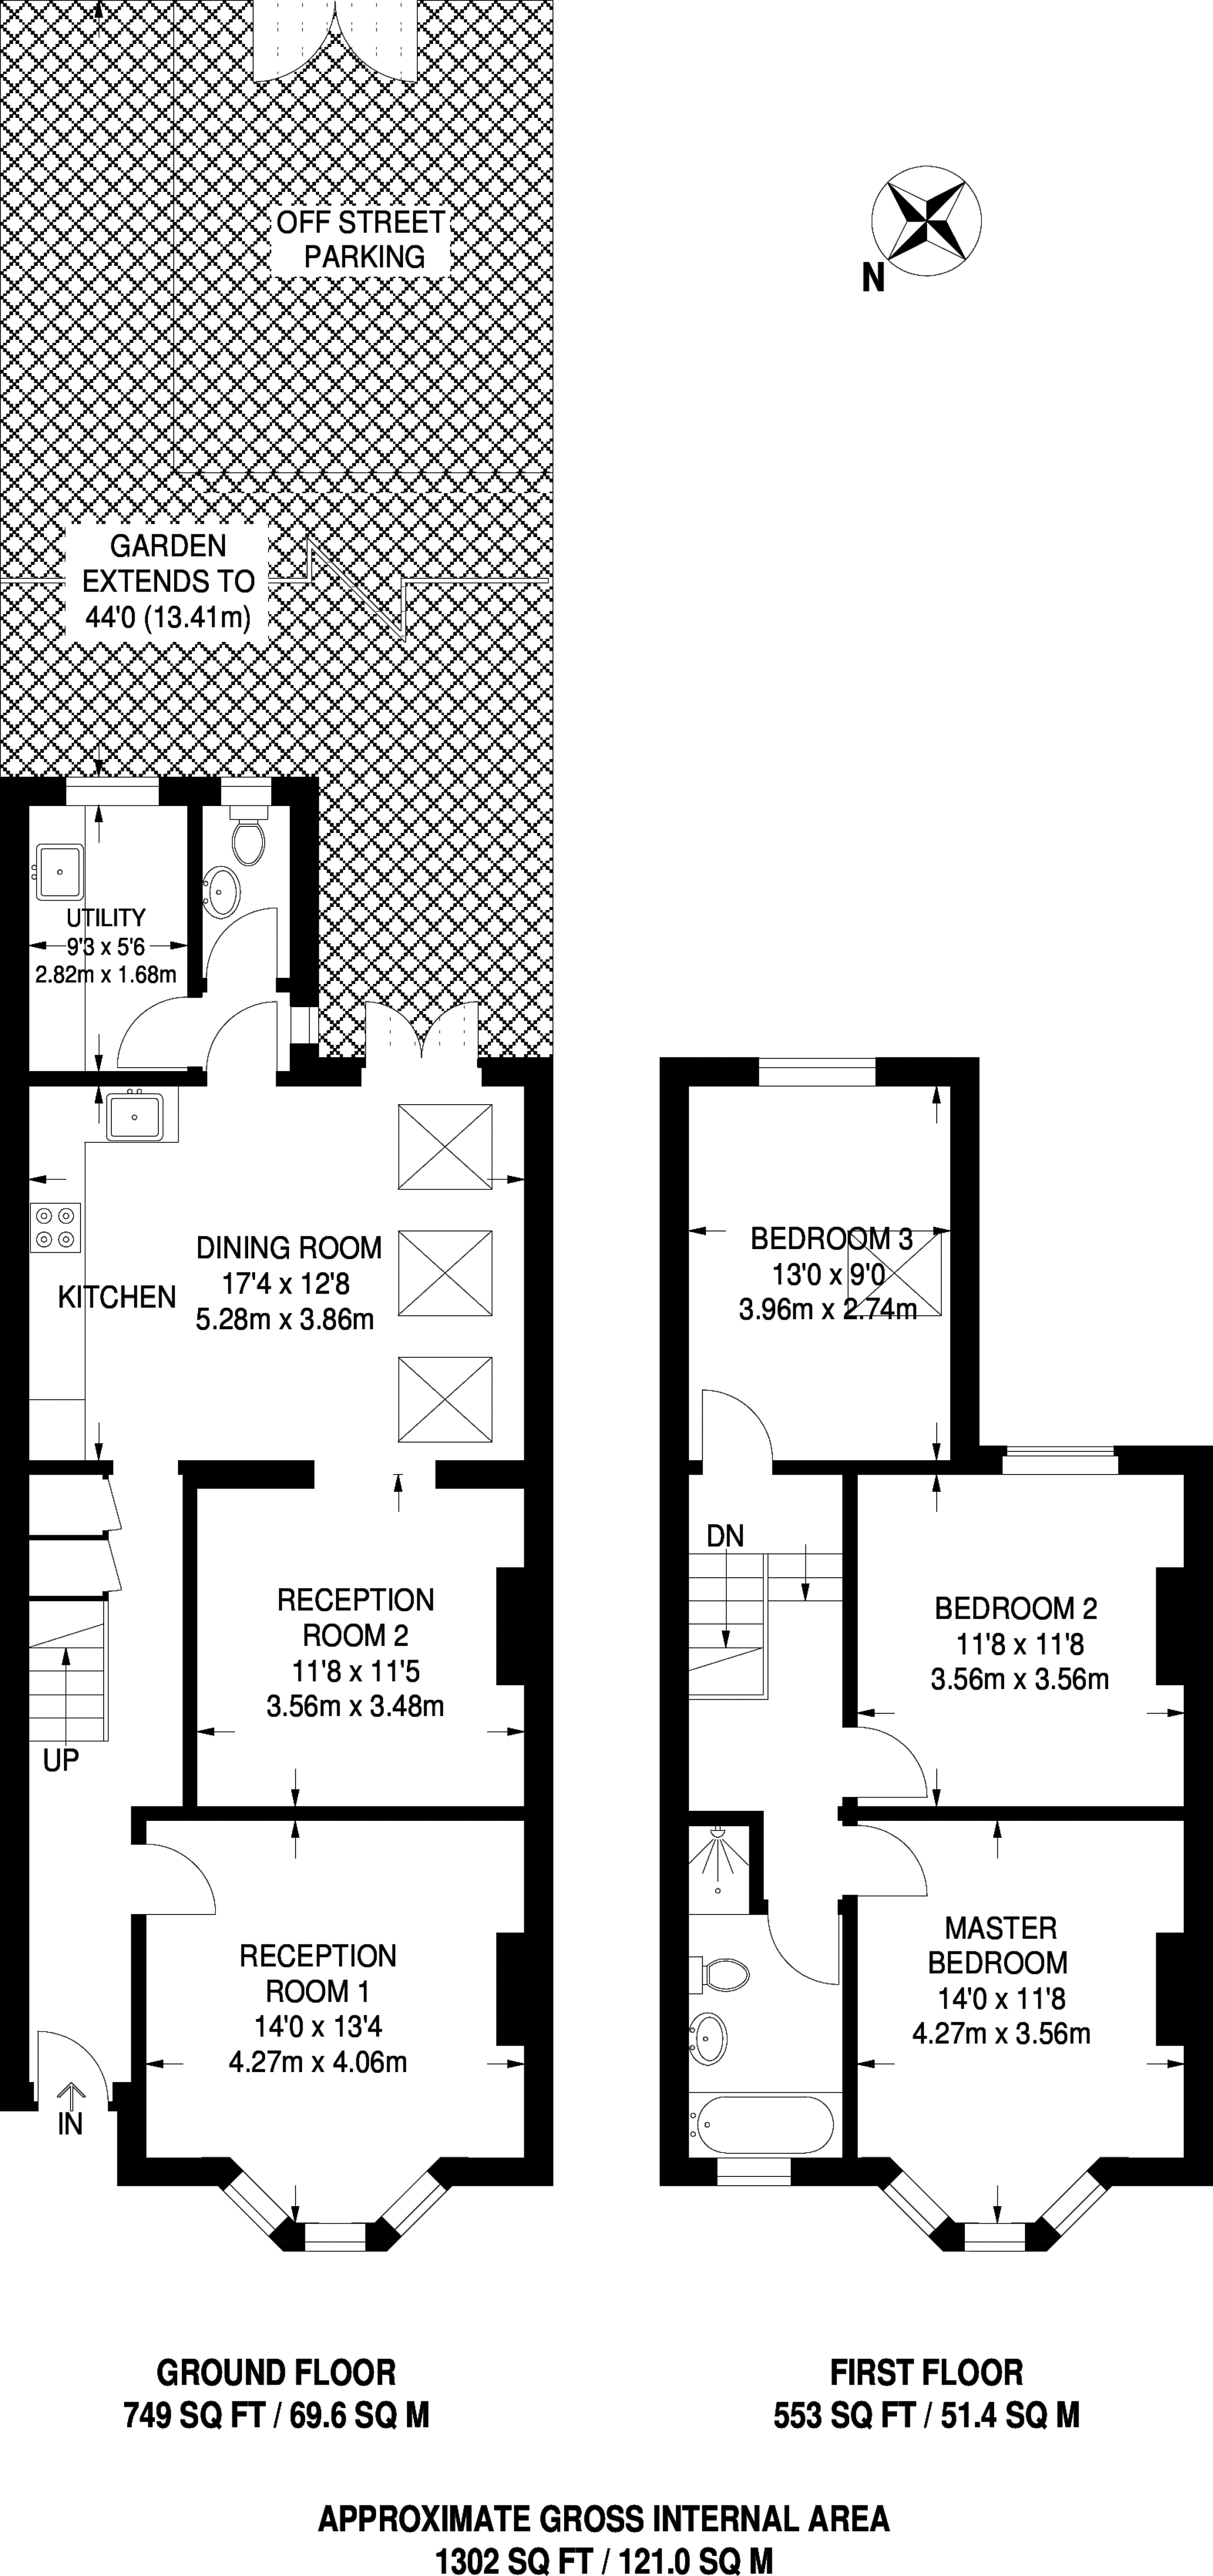 OFF STREET
PARKING
N
GARDEN
EXTENDS TO
44'0 (13.41m)
UTILITY
9'3 x 5'6
2.82m x 1.68m
DINING ROOM
17'4 x 12'8
5.28m x 3.86m
KITCHEN
RECEPTION
ROOM 2
11'8 x 11'5
3.56m x 3.48m
UP
RECEPTION
ROOM 1
14'0 x 13'4
4.27m x 4.06m
IN
BEDROOM 3
13'0 x 9'0
3.96m x 2.74m
DN
BEDROOM 2
11'8 x 11'8
3.56m x 3.56m
MASTER
BEDROOM
14'0 x 11'8
4.27m x 3.56m
GROUND FLOOR
749 SQ FT / 69.6 SQ M
FIRST FLOOR
553 SQ FT / 51.4 SQ M
APPROXIMATE GROSS INTERNAL AREA
1302 SQ FT / 121.0 SQ M